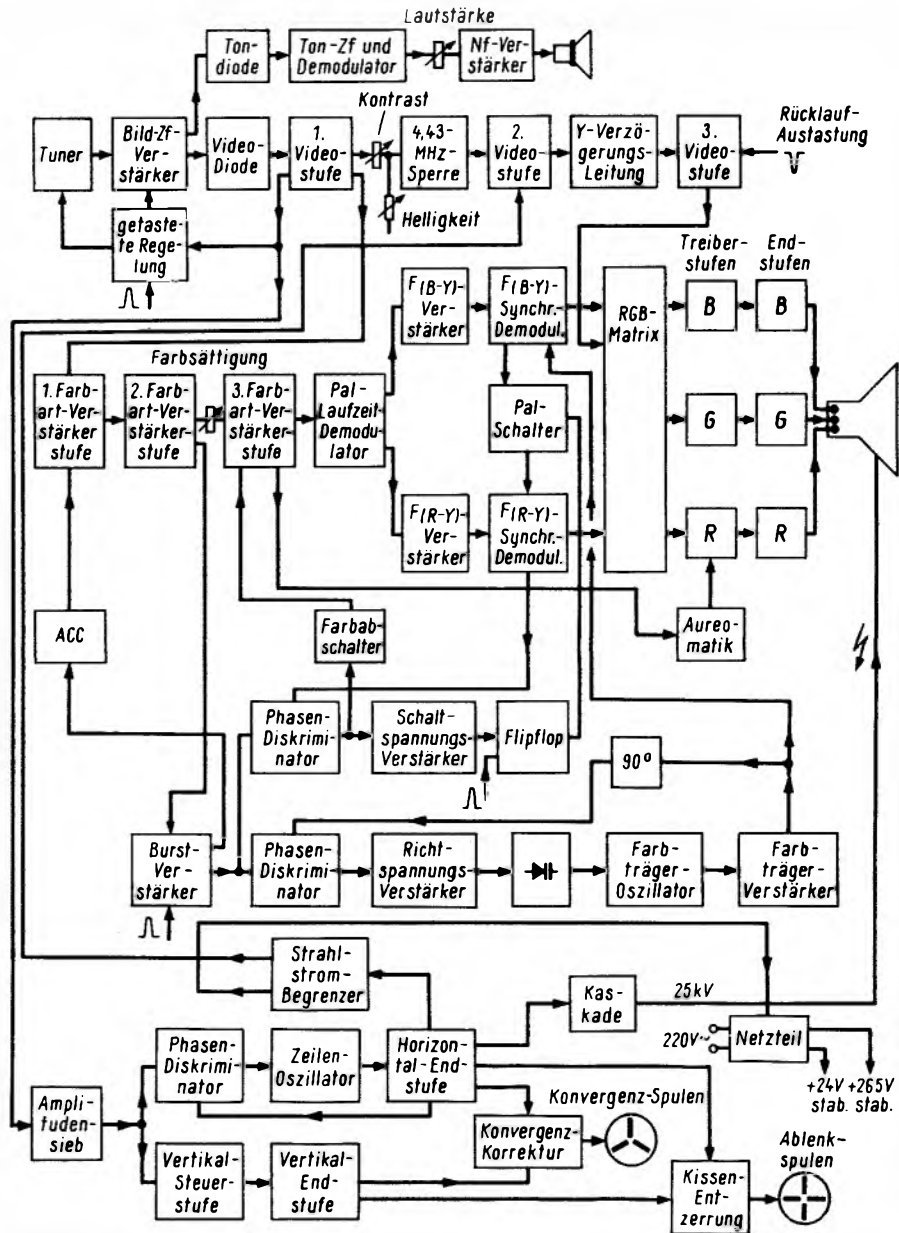 Lautstärke
Ton-
diode
Ton-Zf und
Demodulator
Nf-Ver-
stärker
Kontrast
Tuner
Bild-Zf-
Ver-
stärker
Video-
Diode
1.
Video-
stufe
4,43-
MHz-
Sperre
2.
Video-
stufe
Y-Verzö-
gerungs-
Leitung
3.
Video-
stufe
Rücklauf-
Austastung
Helligkeit
getaste-
te Rege-
lung
Treiber-
stufen
End-
stufen
F(B-Y)-
Ver-
stärker
F(B-Y)-
Synchr.-
Demodul.
RGB-
Matrix
B
B
Farbsättigung
1. Farb-
art-Ver-
stärker-
stufe
2. Farb-
art-Ver-
stärker-
stufe
3. Farb-
art-Ver-
stärker-
stufe
Pal-
Laufzeit-
Demodu-
lator
Pal-
Schalter
G
G
F(R-Y)-
Ver-
stärker
F(R-Y)-
Synchr.-
Demodul.
R
R
ACC
Farbab-
schalter
Aureo-
matik
Phasen-
Diskrimi-
nator
Schalt-
spannungs-
Verstärker
Flipflop
90°
Burst-
Ver-
stärker
Phasen-
Diskrimi-
nator
Richt-
spannungs-
Verstärker
Farb-
träger-
Oszillator
Farb-
träger-
Verstärker
Strahl-
strom-
Begrenzer
Kas-
kade
25kV
220V~
Netzteil
+24V +265V
stab. stab.
Phasen-
Diskrimi-
nator
Zeilen-
Oszillator
Horizon-
tal-End-
stufe
Ampli-
tuden-
sieb
Konvergenz-Spulen
Konvergenz-
Korrektur
Ablenk-
spulen
Vertikal-
Steuer-
stufe
Vertikal-
End-
stufe
Kissen-
Ent-
zerrung